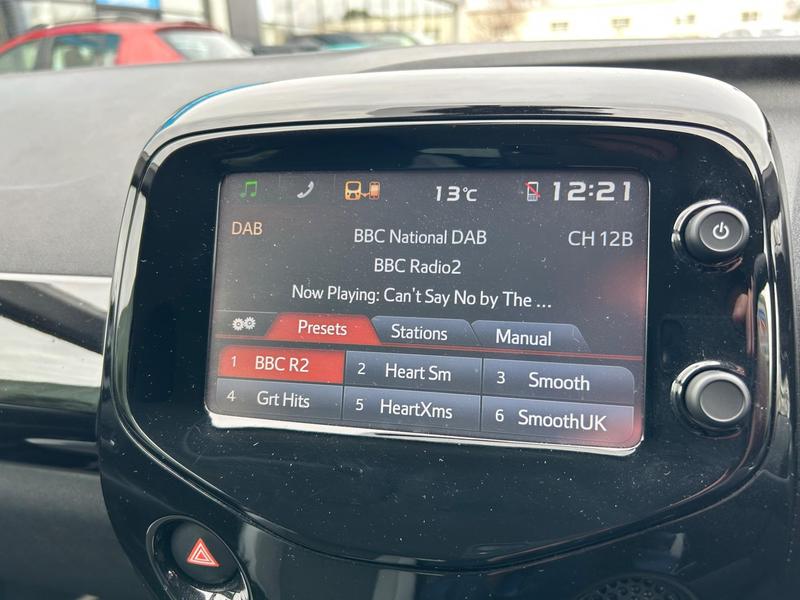 13°C 12:21
DAB BBC National DAB CH 12B
BBC Radio2
Now Playing: Can't Say No by The ...
Presets Stations Manual
1 BBC R2 2 Heart Sm 3 Smooth
4 Grt Hits 5 HeartXms 6 SmoothUK